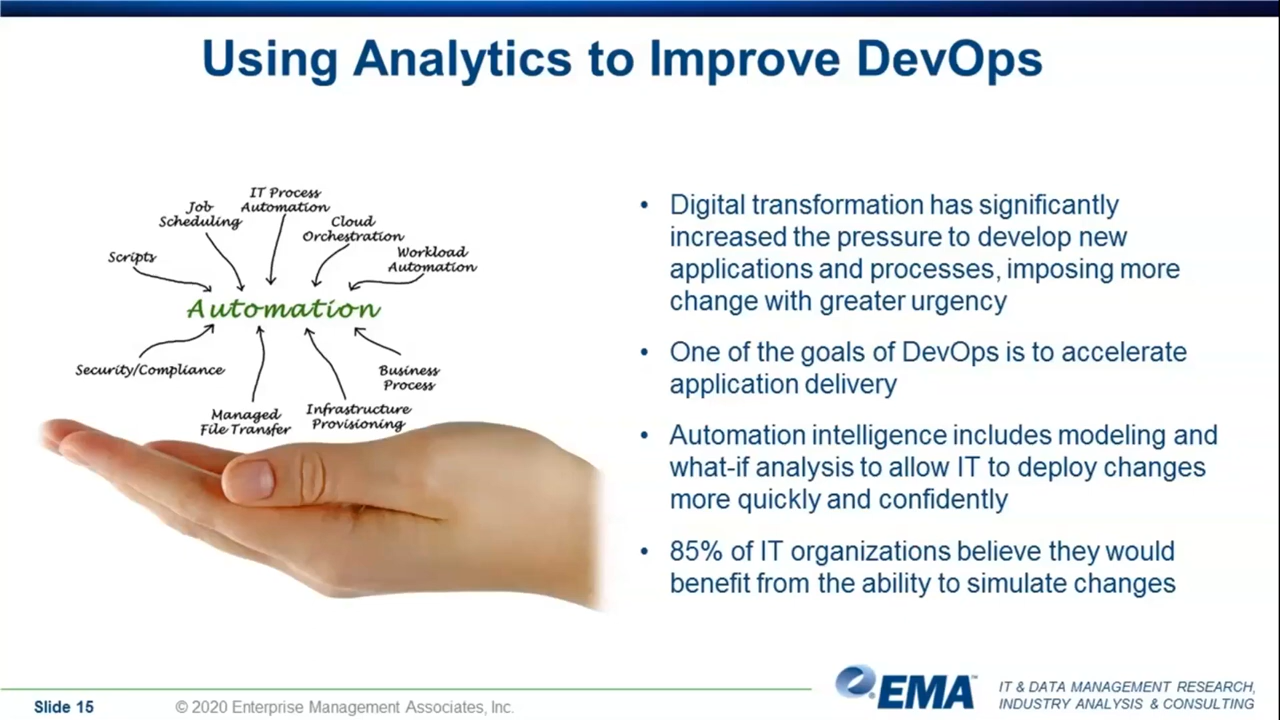 Using Analytics to Improve DevOps
IT Process
Automation
Job
Scheduling
Cloud
Orchestration
Scripts
Workload
Automation
Automation
Security/Compliance
Business
Process
Managed
File Transfer
Infrastructure
Provisioning
• Digital transformation has significantly
increased the pressure to develop new
applications and processes, imposing more
change with greater urgency
• One of the goals of DevOps is to accelerate
application delivery
• Automation intelligence includes modeling and
what-if analysis to allow IT to deploy changes
more quickly and confidently
• 85% of IT organizations believe they would
benefit from the ability to simulate changes
Slide 15
© 2020 Enterprise Management Associates, Inc.
EMA™
IT & DATA MANAGEMENT RESEARCH,
INDUSTRY ANALYSIS & CONSULTING